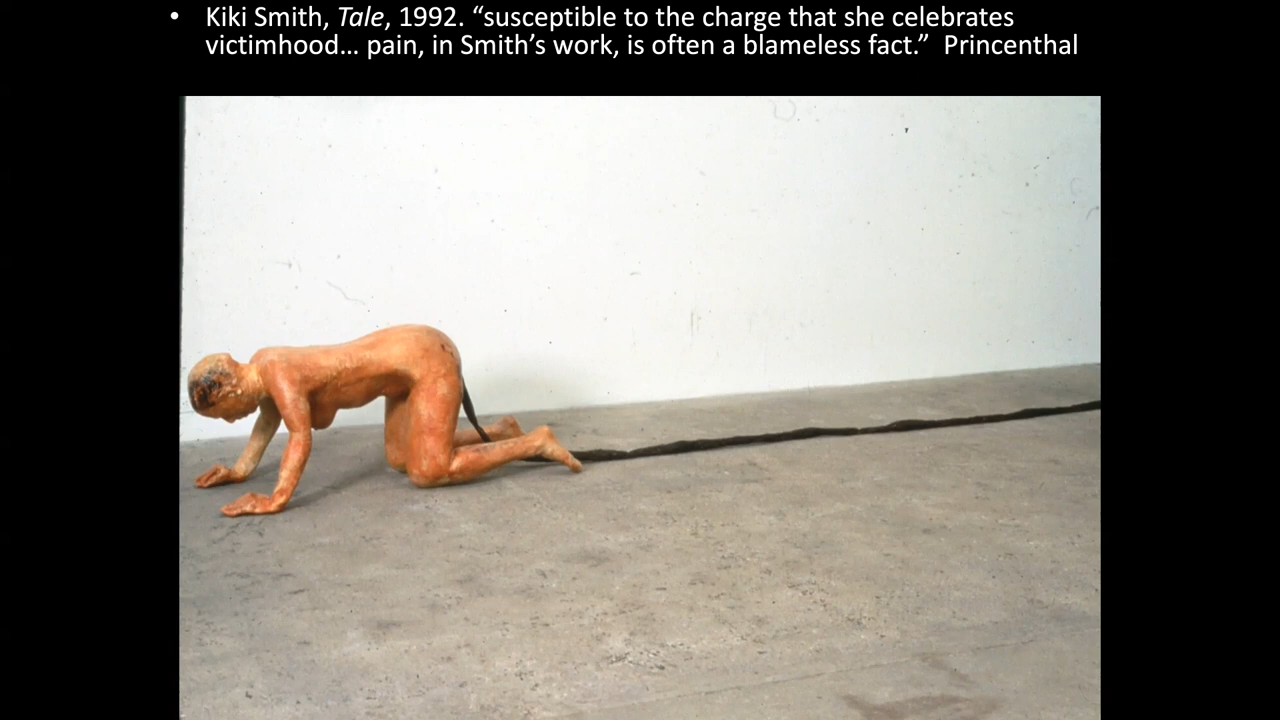 • Kiki Smith, Tale, 1992. “susceptible to the charge that she celebrates
victimhood… pain, in Smith’s work, is often a blameless fact.”  Princenthal